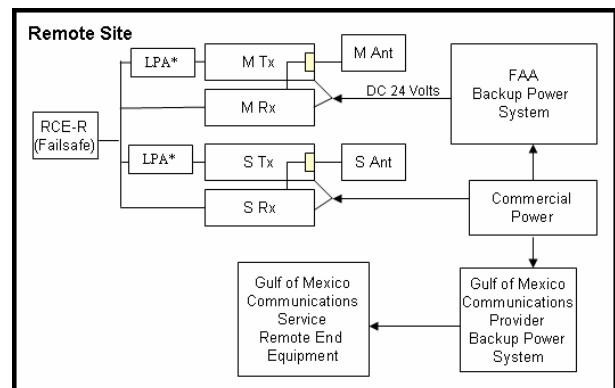 Remote Site
LPA*
M Tx
M Ant
M Rx
DC 24 Volts
FAA
Backup Power
System
RCE-R
(Failsafe)
LPA*
S Tx
S Ant
S Rx
Commercial
Power
Gulf of Mexico
Communications
Service
Remote End
Equipment
Gulf of Mexico
Communications
Provider
Backup Power
System